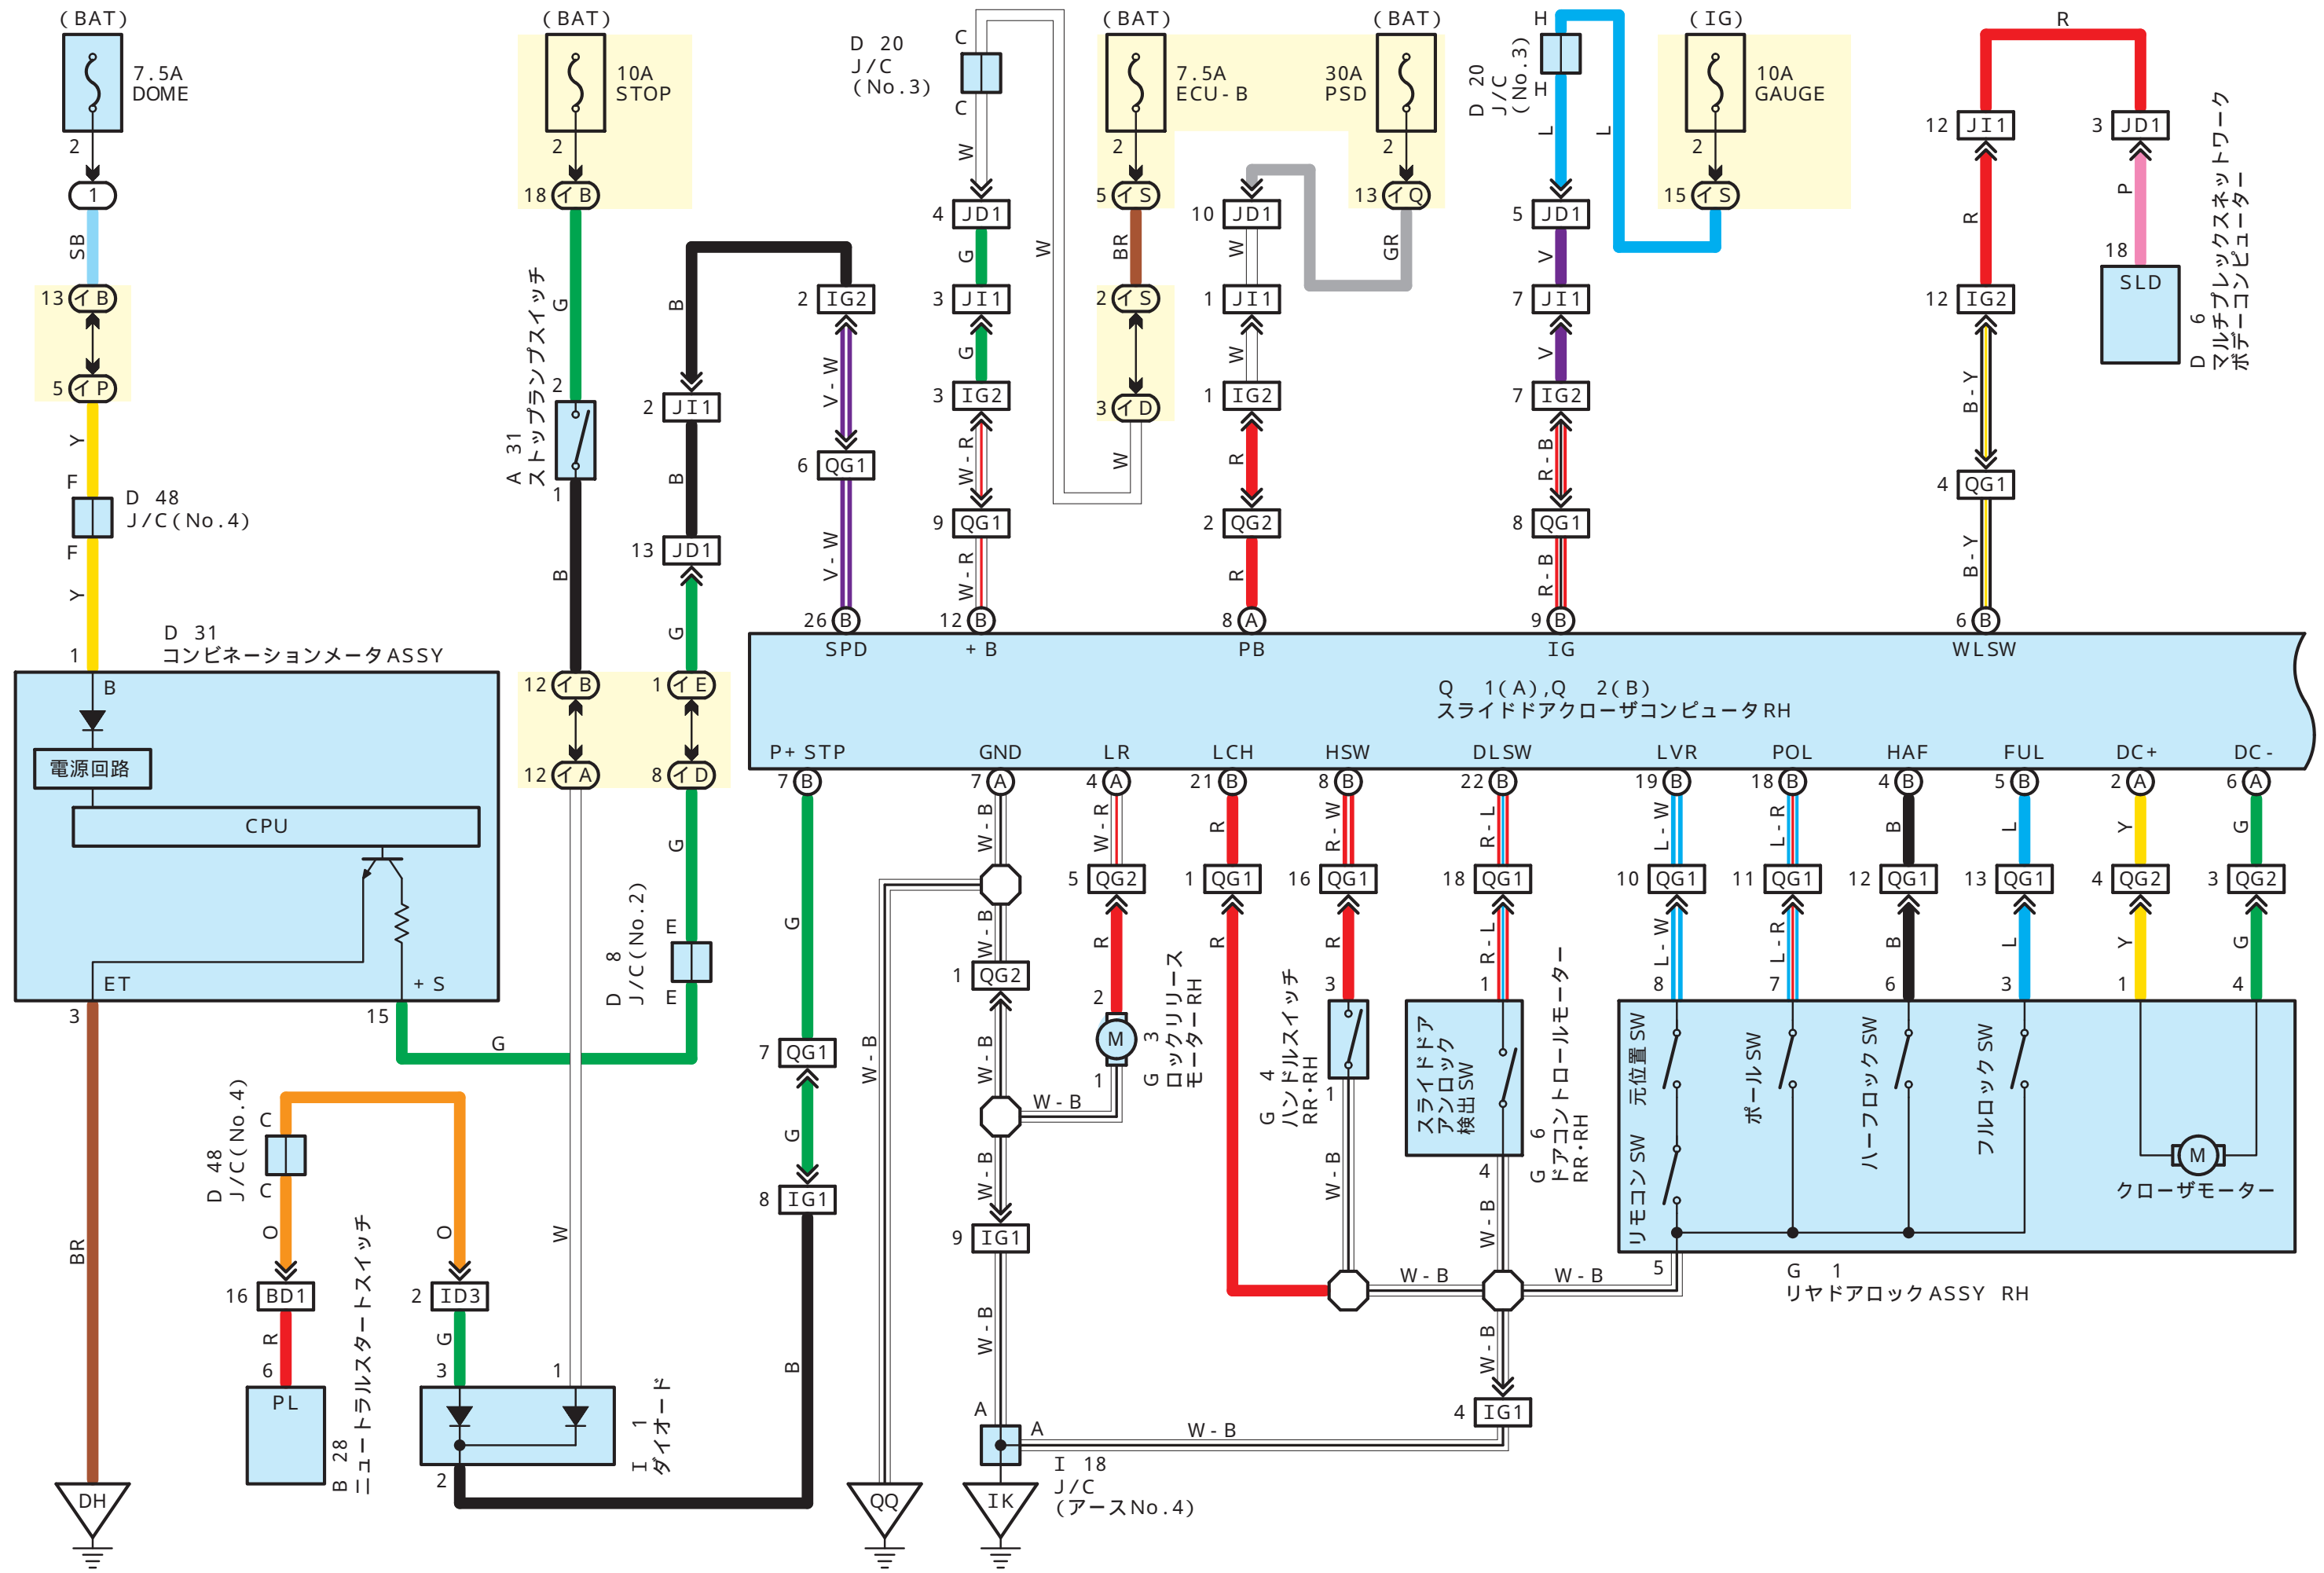 (BAT)
7.5A
DOME
2
1
SB
13 イB
5 イP
Y
F
D 48
J/C(No.4)
F
Y
1
D 31
コンビネーションメータASSY
B
電源回路
CPU
ET
+S
3
15
BR
DH
G
(BAT)
10A
STOP
2
18 イB
G
2
A 31
ストップランプスイッチ
1
B
12 イB
12 イA
W
1 イE
8 イD
G
G
E
D 8
J/C(No.2)
E
B
2 JI1
B
13 JD1
2 IG2
V-W
6 QG1
V-W
26 B
SPD
D 48
J/C(No.4)
C
C
O
O
16 BD1
R
6
PL
B 28
ニュートラルスタートスイッチ
2 ID3
G
3
1
I 1
ダイオード
2
D 20
J/C
(No.3)
C
C
W
4 JD1
G
3 JI1
G
3 IG2
W-R
9 QG1
W-R
12 B
+B
W
(BAT)
7.5A
ECU-B
2
5 イS
BR
2 イS
3 イD
W
(BAT)
30A
PSD
2
13 イQ
GR
10 JD1
W
1 JI1
W
1 IG2
R
2 QG2
R
8 A
PB
H
D 20
J/C
(No.3)
H
L
L
5 JD1
V
7 JI1
V
7 IG2
R-B
8 QG1
R-B
9 B
IG
(IG)
10A
GAUGE
2
15 イS
R
12 JI1
R
12 IG2
B-Y
4 QG1
B-Y
6 B
WLSW
3 JD1
P
18
SLD
D 6
マルチプレックスネットワーク
ボデーコンピューター
Q 1(A),Q 2(B)
スライドドアクローザコンピュータRH
P+STP
GND
LR
LCH
HSW
DLSW
LVR
POL
HAF
FUL
DC+
DC-
7 B
7 A
4 A
21 B
8 B
22 B
19 B
18 B
4 B
5 B
2 A
6 A
G
7 QG1
G
8 IG1
B
W-B
W-B
W-B
1 QG2
W-B
W-B
W-B
9 IG1
W-B
QQ
A
A
W-B
I 18
J/C
(アースNo.4)
IK
W-R
5 QG2
R
2
M
1
G 3
ロックリリース
モーターRH
R
1 QG1
R
R-W
16 QG1
R
3
1
G 4
ハンドルスイッチ
RR・RH
W-B
W-B
R-L
18 QG1
R-L
1
スライドドア
アンロック
検出SW
4
G 6
ドアコントロールモーター
RR・RH
W-B
W-B
W-B
4 IG1
L-W
10 QG1
L-W
8
L-R
11 QG1
L-R
7
B
12 QG1
B
6
L
13 QG1
L
3
Y
4 QG2
Y
1
G
3 QG2
G
4
元位置SW
リモコンSW
ポールSW
ハーフロックSW
フルロックSW
M
クローザモーター
5
G 1
リヤドアロックASSY RH